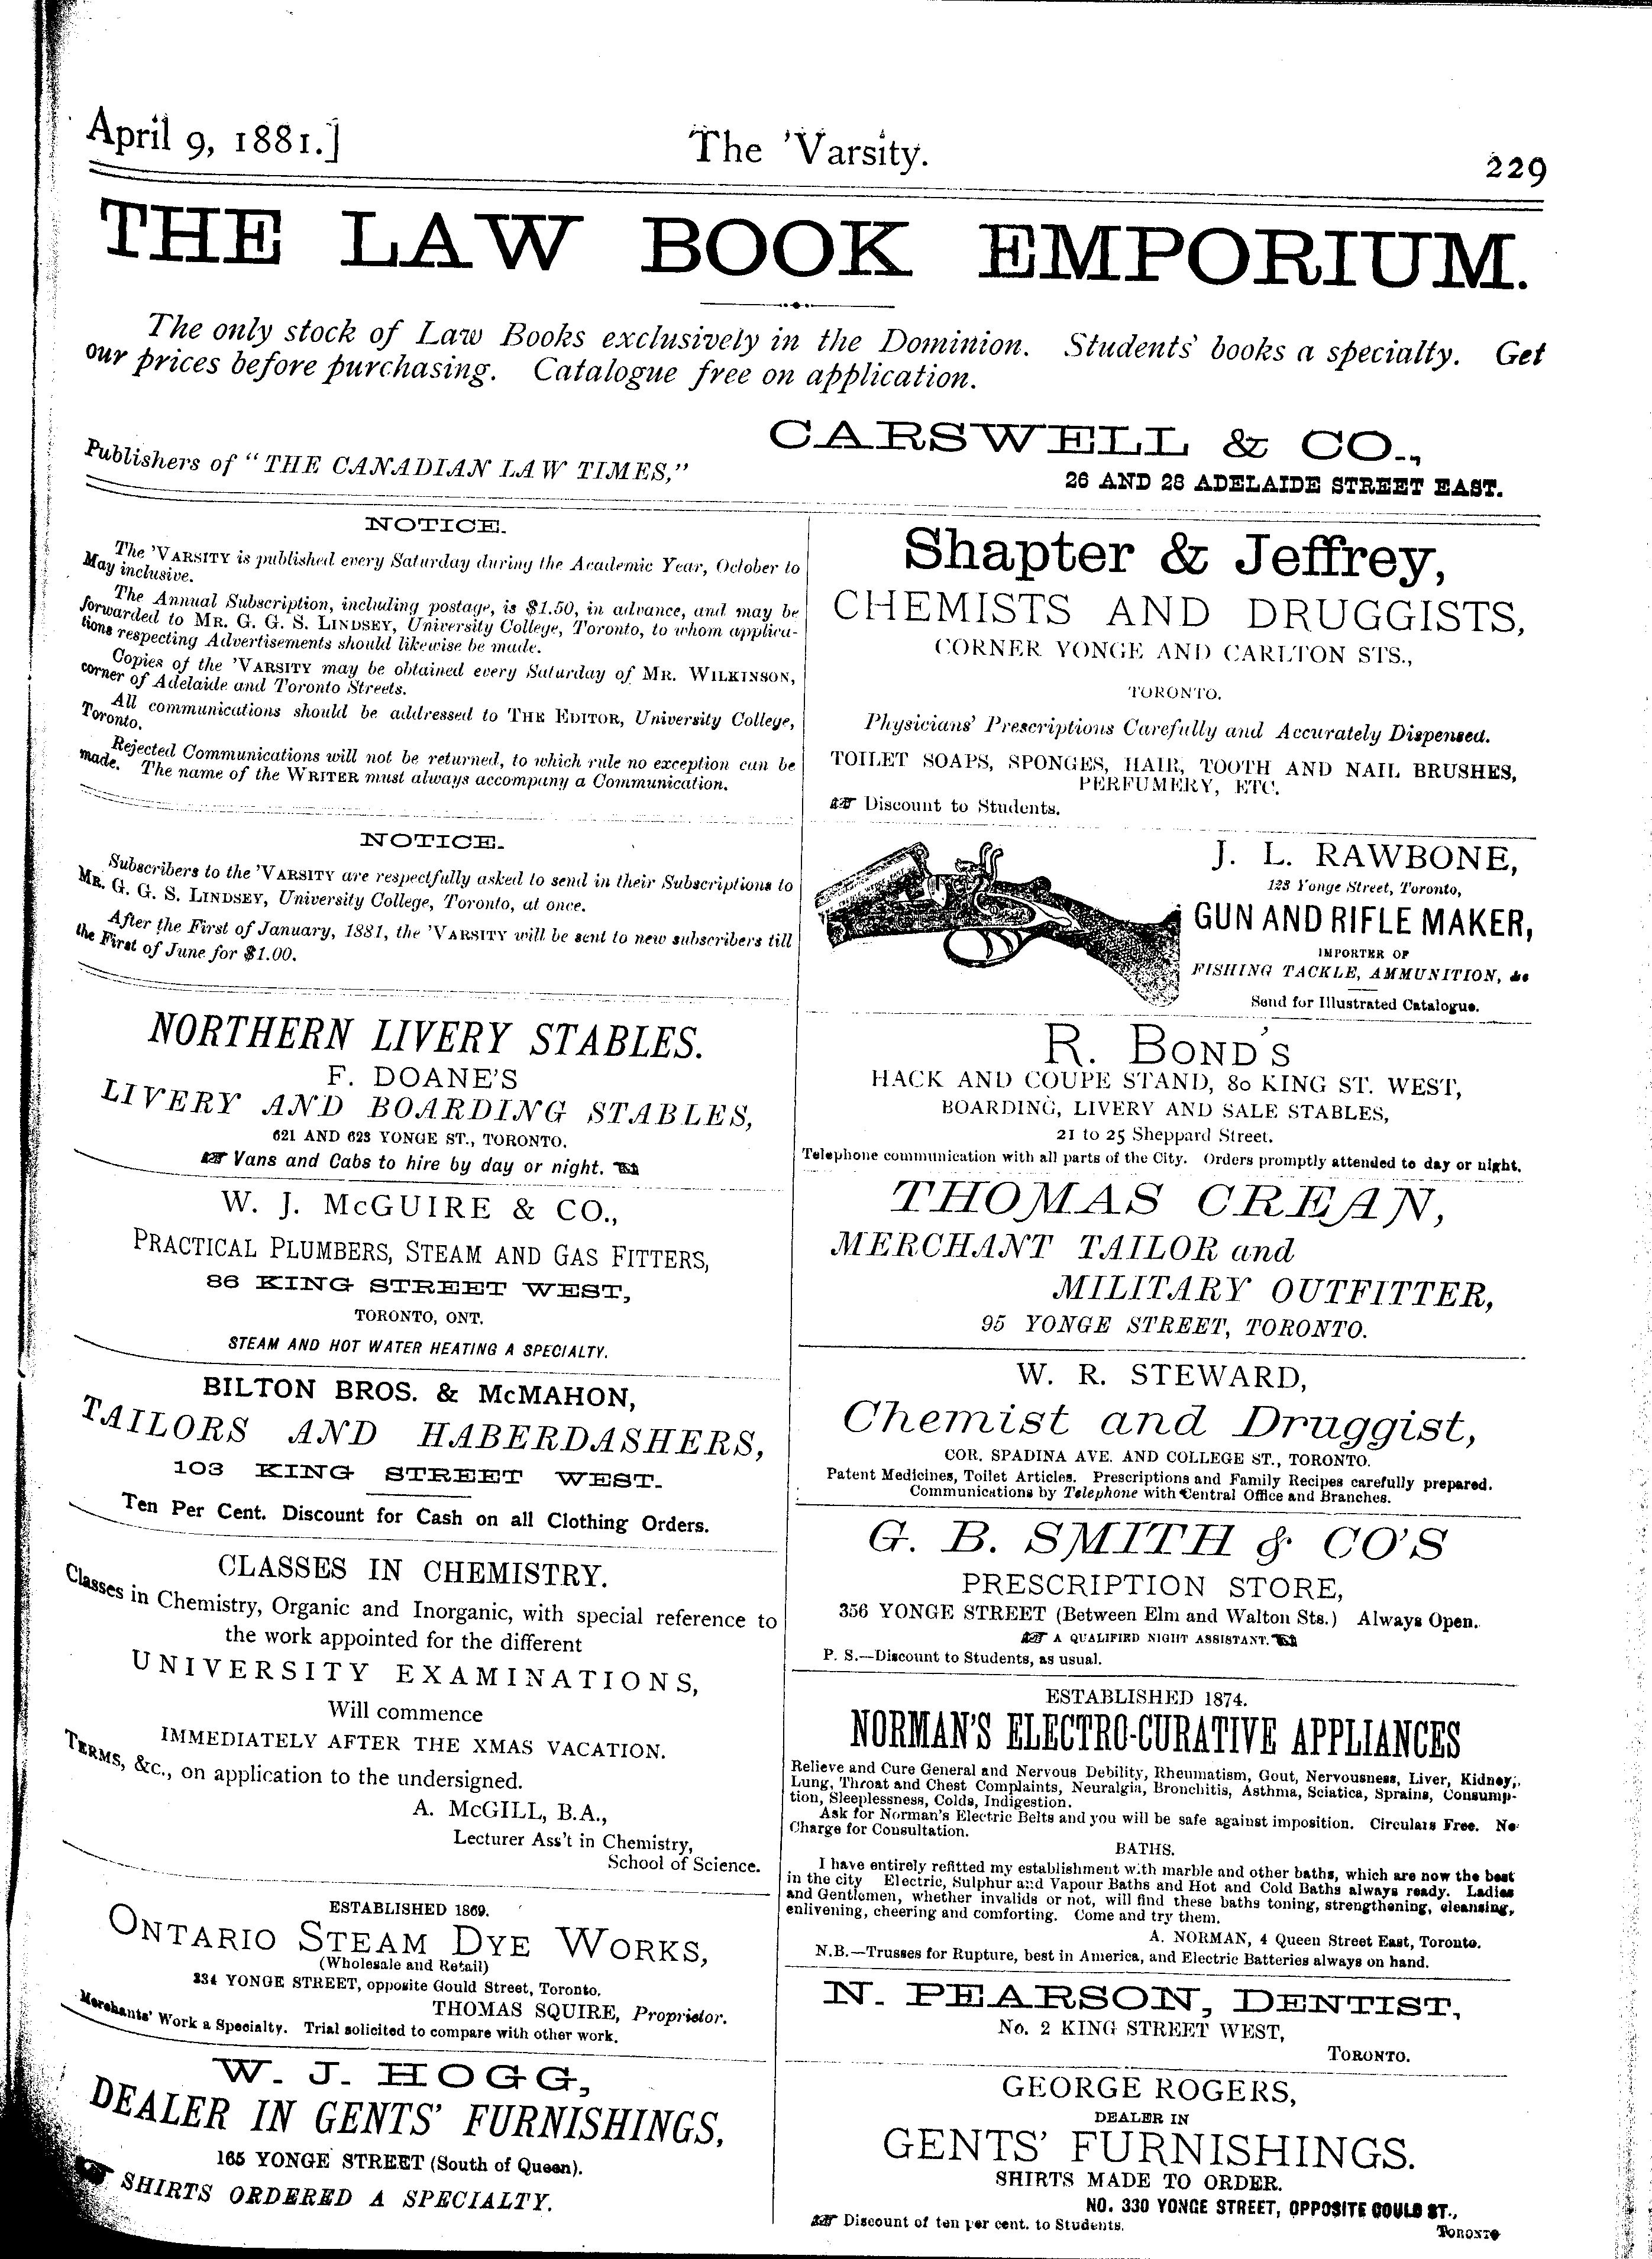 April 9, 1881.]
The 'Varsity.
229
THE LAW BOOK EMPORIUM.
The only stock of Law Books exclusively in the Dominion. Students' books a specialty. Get
our prices before purchasing. Catalogue free on application.
CARSWELL & CO.,
Publishers of "THE CANADIAN LAW TIMES,"
26 AND 28 ADELAIDE STREET EAST.
NOTICE.
The 'VARSITY is published every Saturday during the Academic Year, October to
May inclusive.
The Annual Subscription, including postage, is $1.50, in advance, and may be
forwarded to MR. G. G. S. LINDSEY, University College, Toronto, to whom applica-
tions respecting Advertisements should likewise be made.
Copies of the 'VARSITY may be obtained every Saturday of MR. WILKINSON,
corner of Adelaide and Toronto Streets.
All communications should be addressed to THE EDITOR, University College,
Toronto.
Rejected Communications will not be returned, to which rule no exception can be
made. The name of the WRITER must always accompany a Communication.
NOTICE.
Subscribers to the 'VARSITY are respectfully asked to send in their Subscriptions to
MR. G. G. S. LINDSEY, University College, Toronto, at once.
After the First of January, 1881, the 'VARSITY will be sent to new subscribers till
the First of June for $1.00.
NORTHERN LIVERY STABLES.
F. DOANE'S
LIVERY AND BOARDING STABLES,
621 AND 623 YONGE ST., TORONTO.
Vans and Cabs to hire by day or night.
W. J. McGUIRE & CO.,
PRACTICAL PLUMBERS, STEAM AND GAS FITTERS,
86 KING STREET WEST,
TORONTO, ONT.
STEAM AND HOT WATER HEATING A SPECIALTY.
BILTON BROS. & McMAHON,
TAILORS AND HABERDASHERS,
103 KING STREET WEST.
Ten Per Cent. Discount for Cash on all Clothing Orders.
CLASSES IN CHEMISTRY.
Classes in Chemistry, Organic and Inorganic, with special reference to
the work appointed for the different
UNIVERSITY EXAMINATIONS,
Will commence
IMMEDIATELY AFTER THE XMAS VACATION.
TERMS, &c., on application to the undersigned.
A. McGILL, B.A.,
Lecturer Ass't in Chemistry,
School of Science.
ESTABLISHED 1869.
ONTARIO STEAM DYE WORKS,
(Wholesale and Retail)
334 YONGE STREET, opposite Gould Street, Toronto.
THOMAS SQUIRE, Proprietor.
Merchants' Work a Specialty. Trial solicited to compare with other work.
W. J. HOGG,
DEALER IN GENTS' FURNISHINGS,
165 YONGE STREET (South of Queen).
SHIRTS ORDERED A SPECIALTY.
Shapter & Jeffrey,
CHEMISTS AND DRUGGISTS,
CORNER YONGE AND CARLTON STS.,
TORONTO.
Physicians' Prescriptions Carefully and Accurately Dispensed.
TOILET SOAPS, SPONGES, HAIR, TOOTH AND NAIL BRUSHES,
PERFUMERY, ETC.
Discount to Students.
J. L. RAWBONE,
123 Yonge Street, Toronto,
GUN AND RIFLE MAKER,
IMPORTER OF
FISHING TACKLE, AMMUNITION, &c
Send for Illustrated Catalogue.
R. BOND'S
HACK AND COUPE STAND, 80 KING ST. WEST,
BOARDING, LIVERY AND SALE STABLES,
21 to 25 Sheppard Street.
Telephone communication with all parts of the City. Orders promptly attended to day or night.
THOMAS CREAN,
MERCHANT TAILOR and
MILITARY OUTFITTER,
95 YONGE STREET, TORONTO.
W. R. STEWARD,
Chemist and Druggist,
COR. SPADINA AVE. AND COLLEGE ST., TORONTO.
Patent Medicines, Toilet Articles. Prescriptions and Family Recipes carefully prepared.
Communications by Telephone with Central Office and Branches.
G. B. SMITH & CO'S
PRESCRIPTION STORE,
356 YONGE STREET (Between Elm and Walton Sts.) Always Open.
A QUALIFIED NIGHT ASSISTANT.
P. S.—Discount to Students, as usual.
ESTABLISHED 1874.
NORMAN'S ELECTRO-CURATIVE APPLIANCES
Relieve and Cure General and Nervous Debility, Rheumatism, Gout, Nervousness, Liver, Kidney,
Lung, Throat and Chest Complaints, Neuralgia, Bronchitis, Asthma, Sciatica, Sprains, Consump-
tion, Sleeplessness, Colds, Indigestion.
Ask for Norman's Electric Belts and you will be safe against imposition. Circulars Free. No
Charge for Consultation.
BATHS.
I have entirely refitted my establishment with marble and other baths, which are now the best
in the city Electric, Sulphur and Vapour Baths and Hot and Cold Baths always ready. Ladies
and Gentlemen, whether invalids or not, will find these baths toning, strengthening, cleansing,
enlivening, cheering and comforting. Come and try them.
A. NORMAN, 4 Queen Street East, Toronto.
N.B.—Trusses for Rupture, best in America, and Electric Batteries always on hand.
N. PEARSON, DENTIST,
No. 2 KING STREET WEST,
TORONTO.
GEORGE ROGERS,
DEALER IN
GENTS' FURNISHINGS.
SHIRTS MADE TO ORDER.
NO. 330 YONGE STREET, OPPOSITE GOULD ST.,
Discount of ten per cent. to Students.
TORONTO